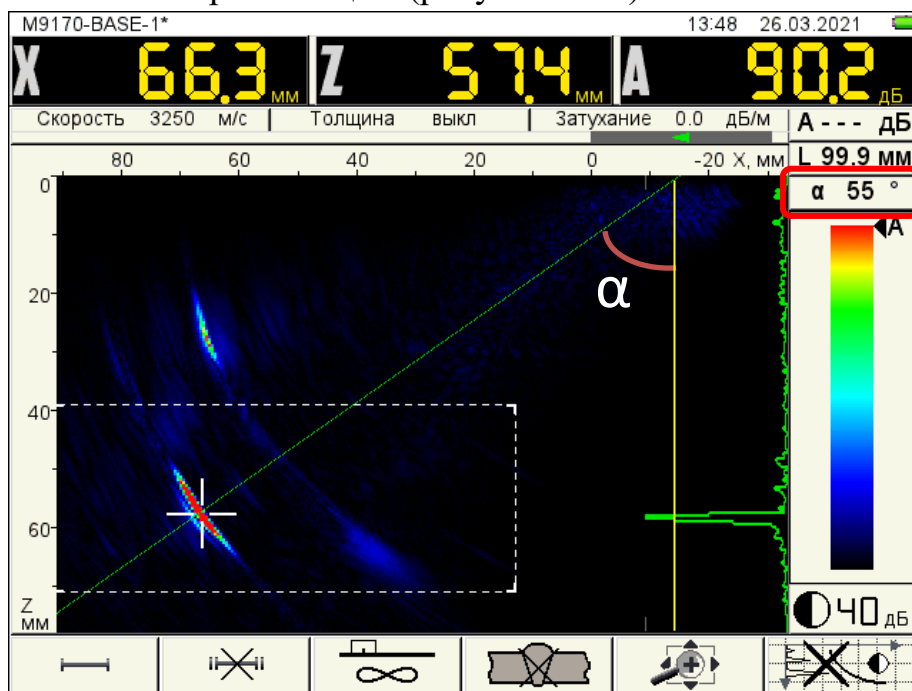 M9170-BASE-1* 13:48 26.03.2021
X 66.3 мм Z 57.4 мм A 90.2 дБ
Скорость 3250 м/с Толщина выкл Затухание 0.0 дБ/м A - - - дБ
80 60 40 20 0 -20 X, мм L 99.9 мм
0 α 55 °
A
α
20
40
60
Z
мм
40 дБ